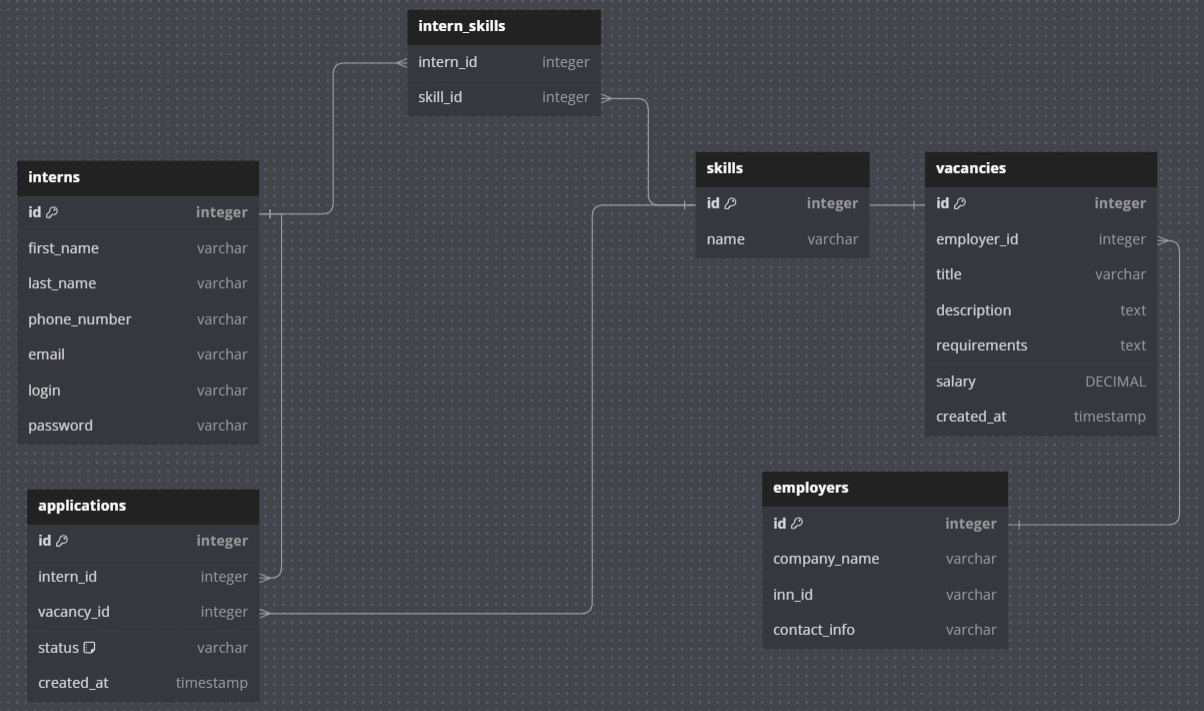 intern_skills
intern_id integer
skill_id integer
interns
id integer
first_name varchar
last_name varchar
phone_number varchar
email varchar
login varchar
password varchar
skills
id integer
name varchar
vacancies
id integer
employer_id integer
title varchar
description text
requirements text
salary DECIMAL
created_at timestamp
applications
id integer
intern_id integer
vacancy_id integer
status varchar
created_at timestamp
employers
id integer
company_name varchar
inn_id varchar
contact_info varchar